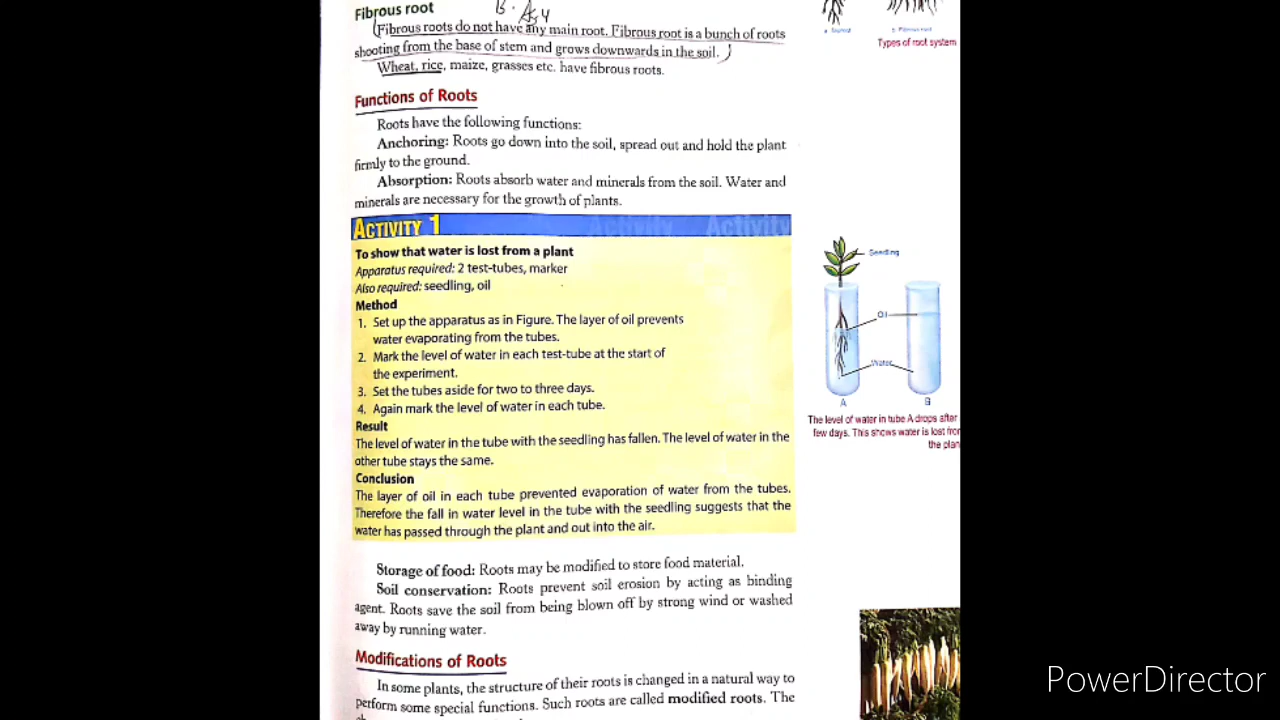 Fibrous root
B. As 4
(Fibrous roots do not have any main root. Fibrous root is a bunch of roots
shooting from the base of stem and grows downwards in the soil.)
Wheat, rice, maize, grasses etc. have fibrous roots.
b. Fibrous root
Types of root system
Functions of Roots
Roots have the following functions:
Anchoring: Roots go down into the soil, spread out and hold the plant
firmly to the ground.
Absorption: Roots absorb water and minerals from the soil. Water and
minerals are necessary for the growth of plants.
ACTIVITY 1
Activity Activity
To show that water is lost from a plant
Apparatus required: 2 test-tubes, marker
Also required: seedling, oil
Method
1. Set up the apparatus as in Figure. The layer of oil prevents
water evaporating from the tubes.
2. Mark the level of water in each test-tube at the start of
the experiment.
3. Set the tubes aside for two to three days.
4. Again mark the level of water in each tube.
Result
The level of water in the tube with the seedling has fallen. The level of water in the
other tube stays the same.
Conclusion
The layer of oil in each tube prevented evaporation of water from the tubes.
Therefore the fall in water level in the tube with the seedling suggests that the
water has passed through the plant and out into the air.
Seedling
Oil
Water
A
B
The level of water in tube A drops after
few days. This shows water is lost from
the plan
Storage of food: Roots may be modified to store food material.
Soil conservation: Roots prevent soil erosion by acting as binding
agent. Roots save the soil from being blown off by strong wind or washed
away by running water.
Modifications of Roots
In some plants, the structure of their roots is changed in a natural way to
perform some special functions. Such roots are called modified roots. The
PowerDirector